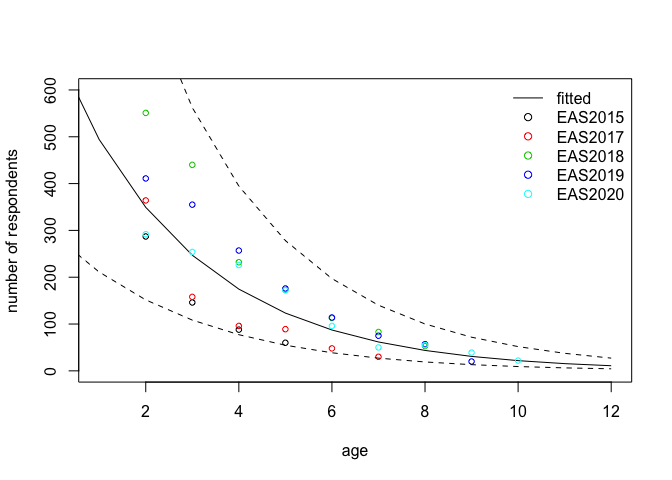 600
500
400
300
200
100
0
number of respondents
fitted
EAS2015
EAS2017
EAS2018
EAS2019
EAS2020
2 4 6 8 10 12
age